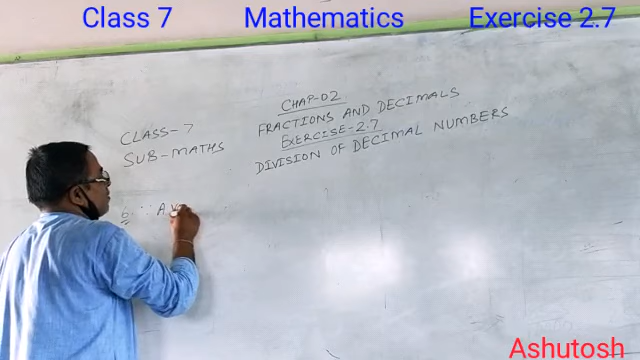 Class 7 Mathematics Exercise 2.7
CHAP-02
CLASS-7 FRACTIONS AND DECIMALS
EXERCISE-2.7
SUB-MATHS DIVISION OF DECIMAL NUMBERS
6. ∵ A
Ashutosh